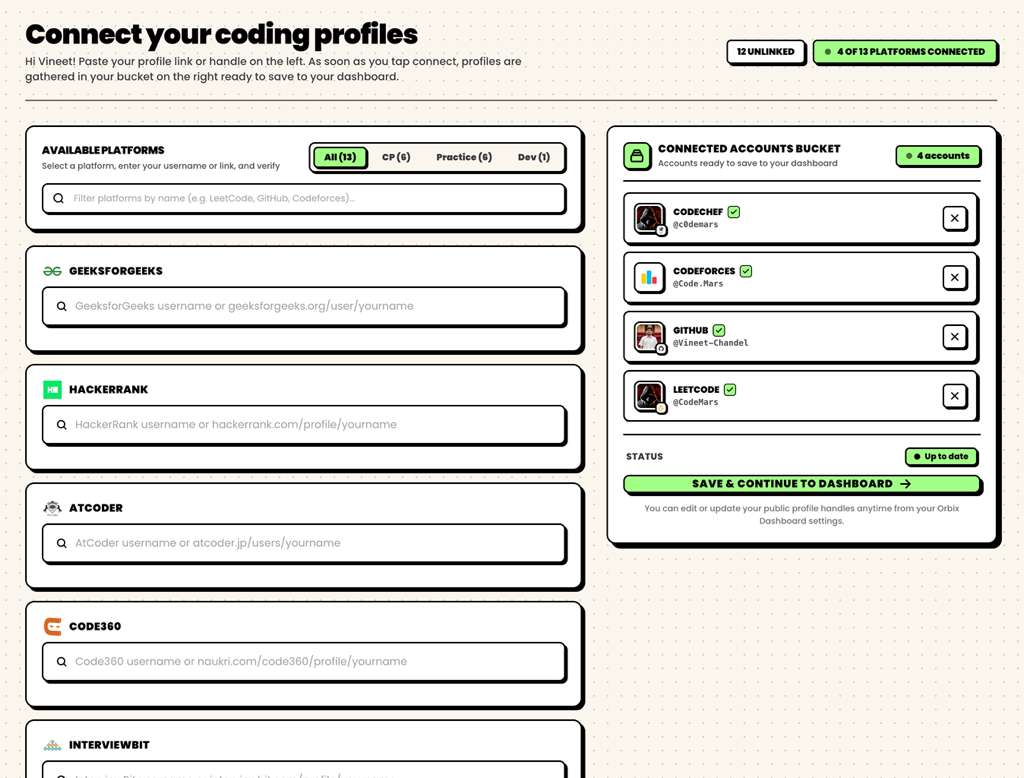 Connect your coding profiles
Hi Vineet! Paste your profile link or handle on the left. As soon as you tap connect, profiles are
gathered in your bucket on the right ready to save to your dashboard.
12 UNLINKED
4 OF 13 PLATFORMS CONNECTED
AVAILABLE PLATFORMS
Select a platform, enter your username or link, and verify
All (13)
CP (6)
Practice (6)
Dev (1)
Filter platforms by name (e.g. LeetCode, GitHub, Codeforces)...
GEEKSFORGEEKS
GeeksforGeeks username or geeksforgeeks.org/user/yourname
HACKERRANK
HackerRank username or hackerrank.com/profile/yourname
ATCODER
AtCoder username or atcoder.jp/users/yourname
CODE360
Code360 username or naukri.com/code360/profile/yourname
INTERVIEWBIT
CONNECTED ACCOUNTS BUCKET
Accounts ready to save to your dashboard
4 accounts
CODECHEF
@c0demars
CODEFORCES
@Code.Mars
GITHUB
@Vineet-Chandel
LEETCODE
@CodeMars
STATUS
Up to date
SAVE & CONTINUE TO DASHBOARD →
You can edit or update your public profile handles anytime from your Orbix
Dashboard settings.